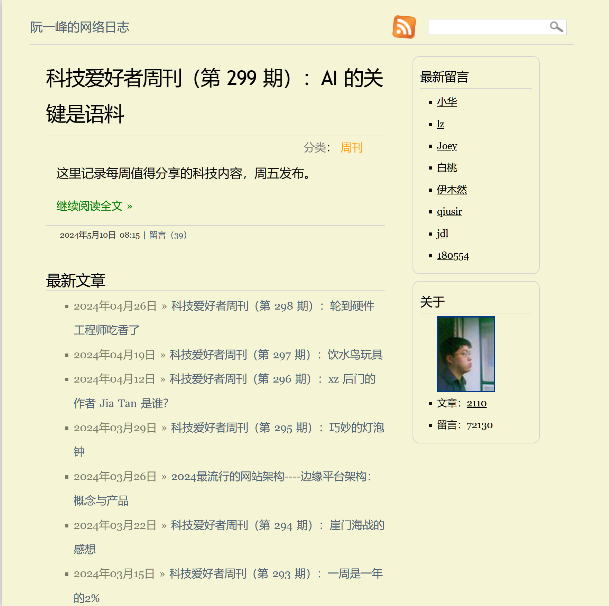 阮一峰的网络日志
科技爱好者周刊（第 299 期）：AI 的关
键是语料
分类： 周刊
这里记录每周值得分享的科技内容，周五发布。
继续阅读全文 »
2024年5月10日 08:15 | 留言（39）
最新文章
2024年04月26日 » 科技爱好者周刊（第 298 期）：轮到硬件
工程师吃香了
2024年04月19日 » 科技爱好者周刊（第 297 期）：饮水鸟玩具
2024年04月12日 » 科技爱好者周刊（第 296 期）：xz 后门的
作者 Jia Tan 是谁？
2024年03月29日 » 科技爱好者周刊（第 295 期）：巧妙的灯泡
钟
2024年03月26日 » 2024最流行的网站架构----边缘平台架构：
概念与产品
2024年03月22日 » 科技爱好者周刊（第 294 期）：崖门海战的
感想
2024年03月15日 » 科技爱好者周刊（第 293 期）：一周是一年
的2%
最新留言
小华
lz
Joey
白桃
伊木然
qiusir
jdl
180554
关于
文章：2110
留言：72130